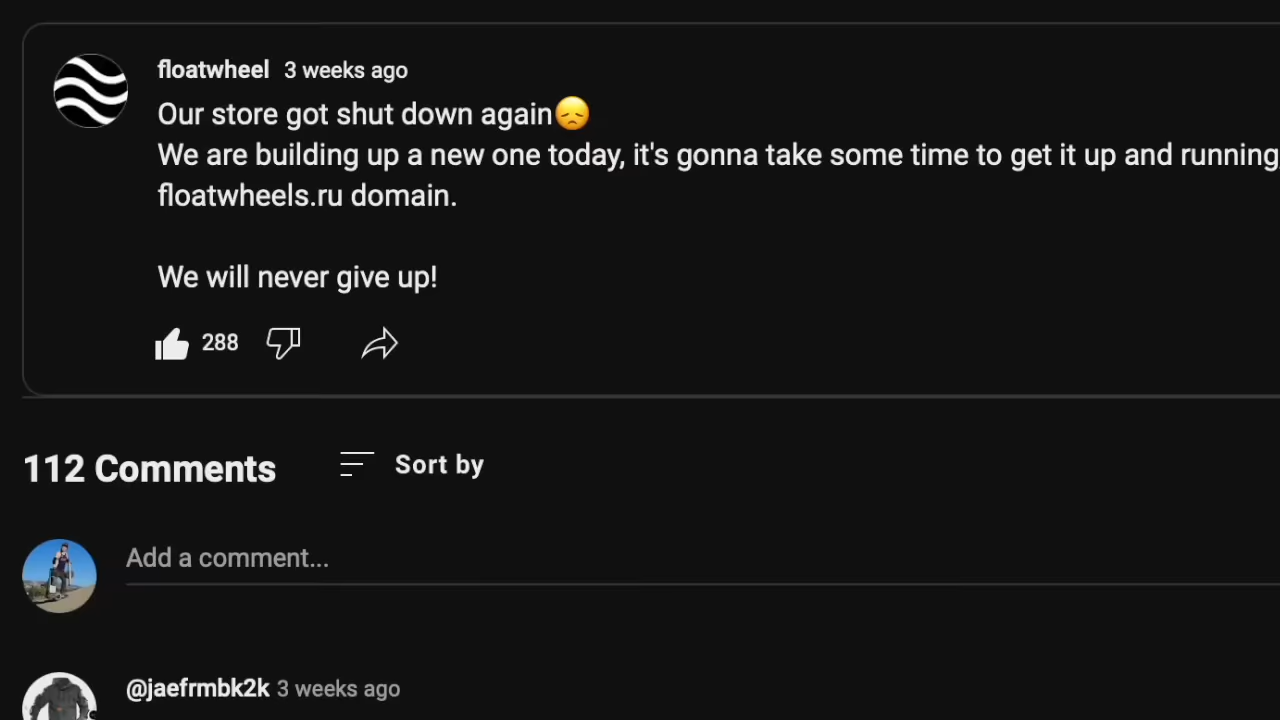 floatwheel 3 weeks ago
Our store got shut down again😞
We are building up a new one today, it's gonna take some time to get it up and running
floatwheels.ru domain.
We will never give up!
288
112 Comments Sort by
Add a comment...
@jaefrmbk2k 3 weeks ago